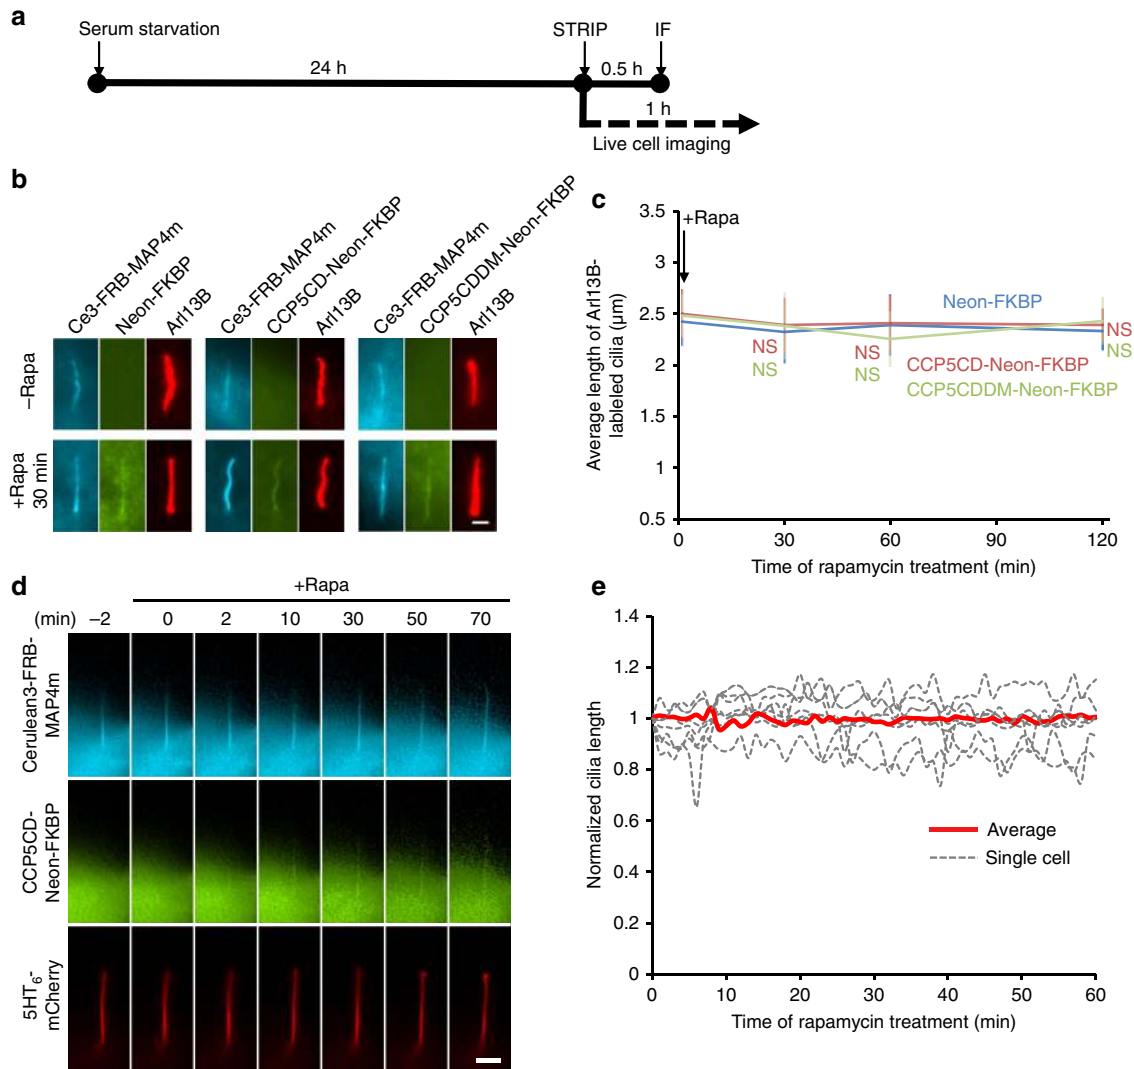 a
Serum starvation
STRIP
IF
24 h
0.5 h
1 h
Live cell imaging
b
Ce3-FRB-MAP4m
Neon-FKBP
Arl13B
Ce3-FRB-MAP4m
CCP5CD-Neon-FKBP
Arl13B
Ce3-FRB-MAP4m
CCP5CDDM-Neon-FKBP
Arl13B
–Rapa
+Rapa
30 min
c
Average length of Arl13B-
lableled cilia (µm)
3.5
3
2.5
2
1.5
1
0.5
+Rapa
Neon-FKBP
NS
NS
NS
NS
NS
NS
CCP5CD-Neon-FKBP
CCP5CDDM-Neon-FKBP
0
30
60
90
120
Time of rapamycin treatment (min)
d
+Rapa
(min)
–2
0
2
10
30
50
70
Cerulean3-FRB-
MAP4m
CCP5CD-
Neon-FKBP
5HT6-
mCherry
e
Normalized cilia length
1.4
1.2
1
0.8
0.6
0.4
0.2
0
Average
Single cell
0
10
20
30
40
50
60
Time of rapamycin treatment (min)